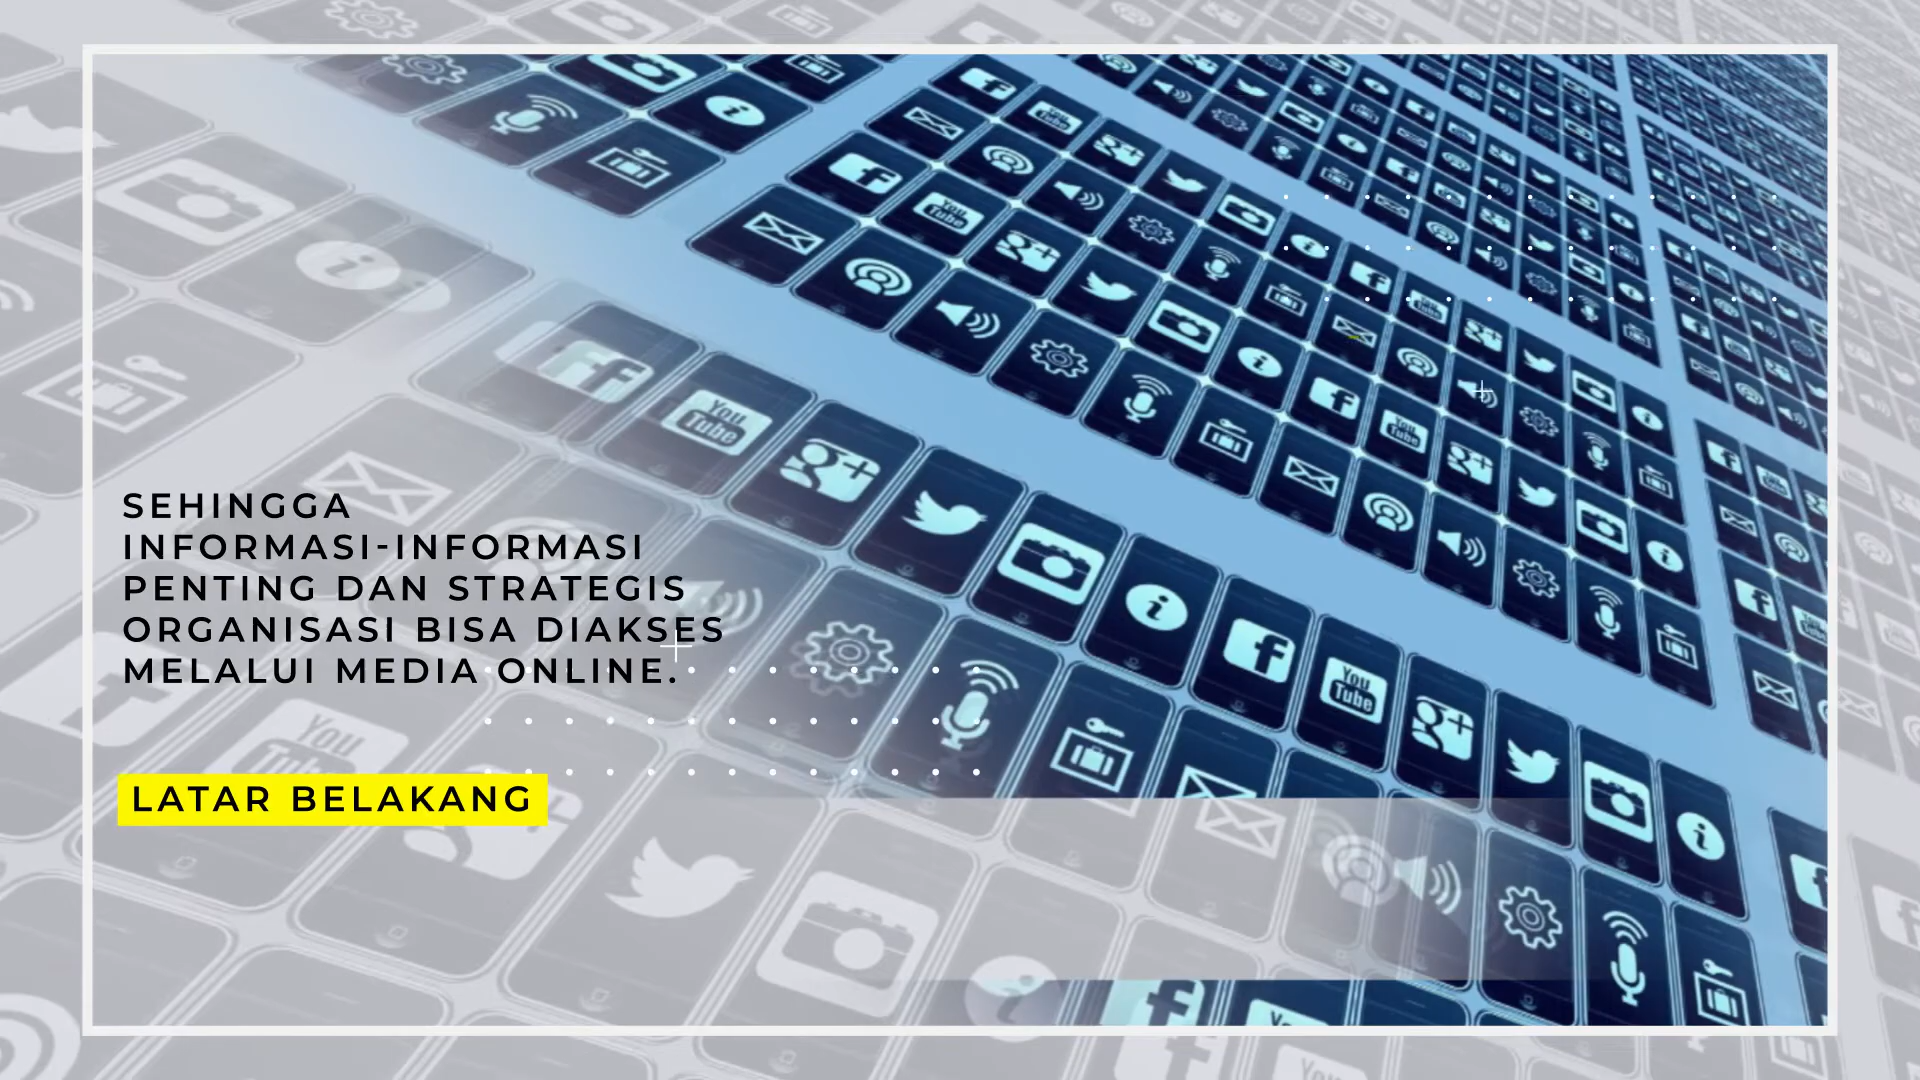 SEHINGGA
INFORMASI-INFORMASI
PENTING DAN STRATEGIS
ORGANISASI BISA DIAKSES
MELALUI MEDIA ONLINE.
LATAR BELAKANG